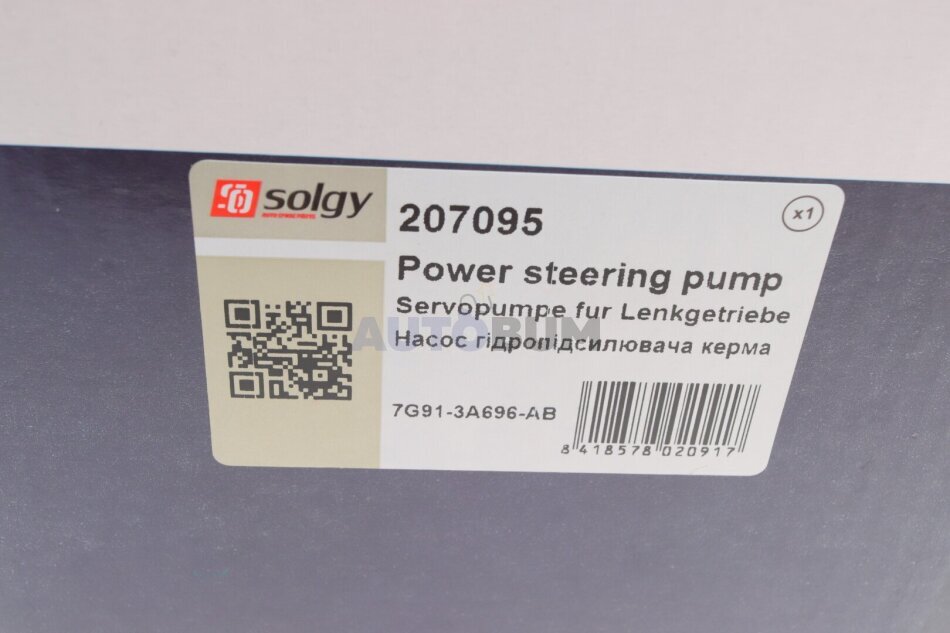 solgy
207095
x1
Power steering pump
Servopumpe fur Lenkgetriebe
AUTOBUM
Насос гідропідсилювача керма
7G91-3A696-AB
8 418578 020917